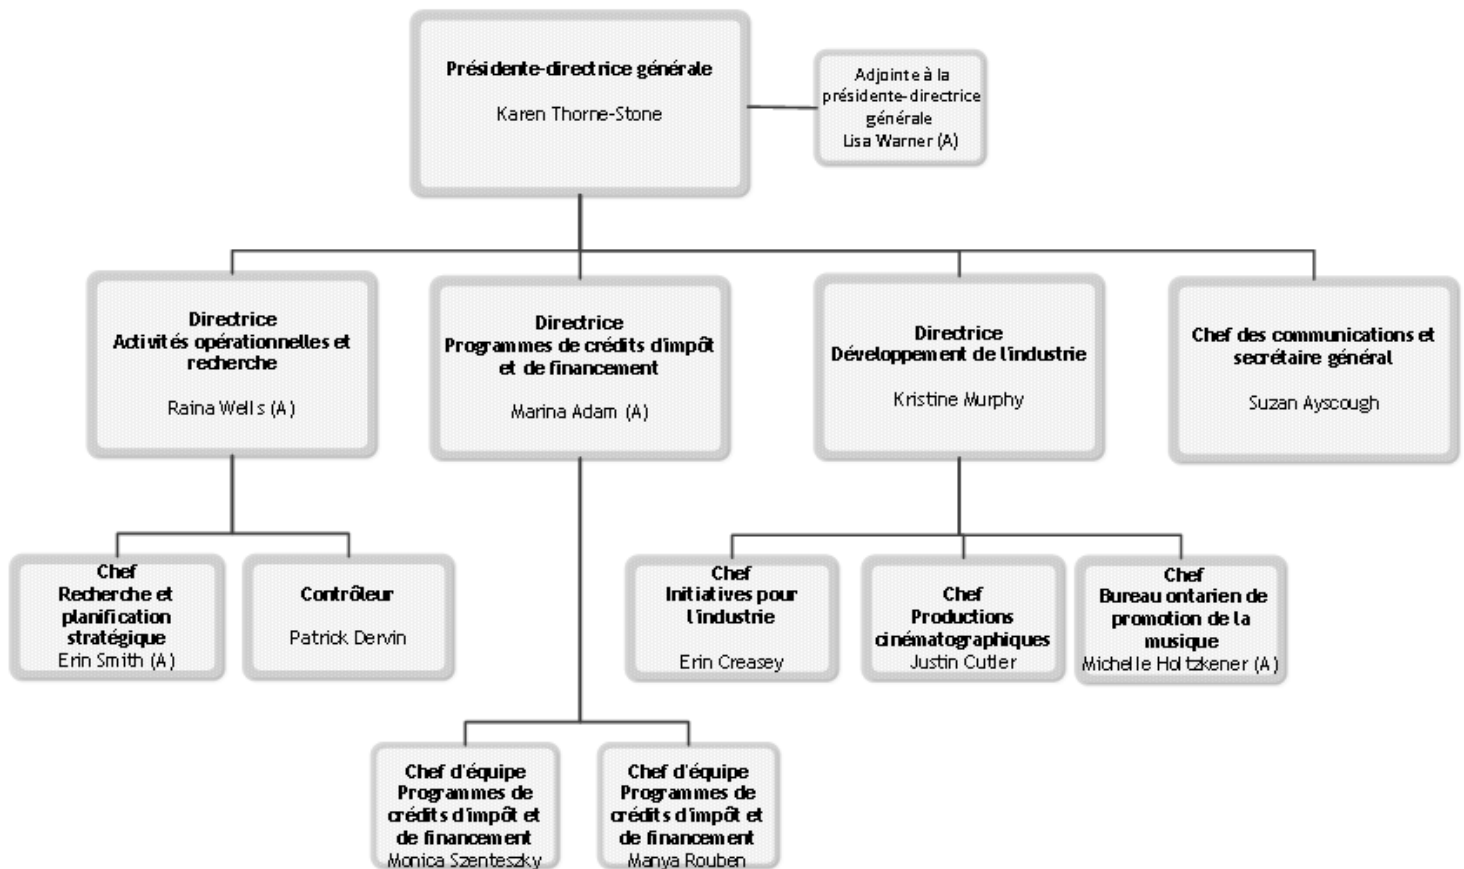 Présidente-directrice générale
Karen Thorne-Stone
Adjointe à la
présidente-directrice
générale
Lisa Warner (A)
Directrice
Activités opérationnelles et
recherche
Raina Wells (A)
Directrice
Programmes de crédits d'impôt
et de financement
Marina Adam (A)
Directrice
Développement de l'industrie
Kristine Murphy
Chef des communications et
secrétaire général
Suzan Ayscough
Chef
Recherche et
planification
stratégique
Erin Smith (A)
Contrôleur
Patrick Dervin
Chef
Initiatives pour
l'industrie
Erin Creasey
Chef
Productions
cinématographiques
Justin Cutler
Chef
Bureau ontarien de
promotion de la
musique
Michelle Holtzkener (A)
Chef d'équipe
Programmes de
crédits d'impôt et
de financement
Monica Szenteszky
Chef d'équipe
Programmes de
crédits d'impôt et
de financement
Manya Rouben